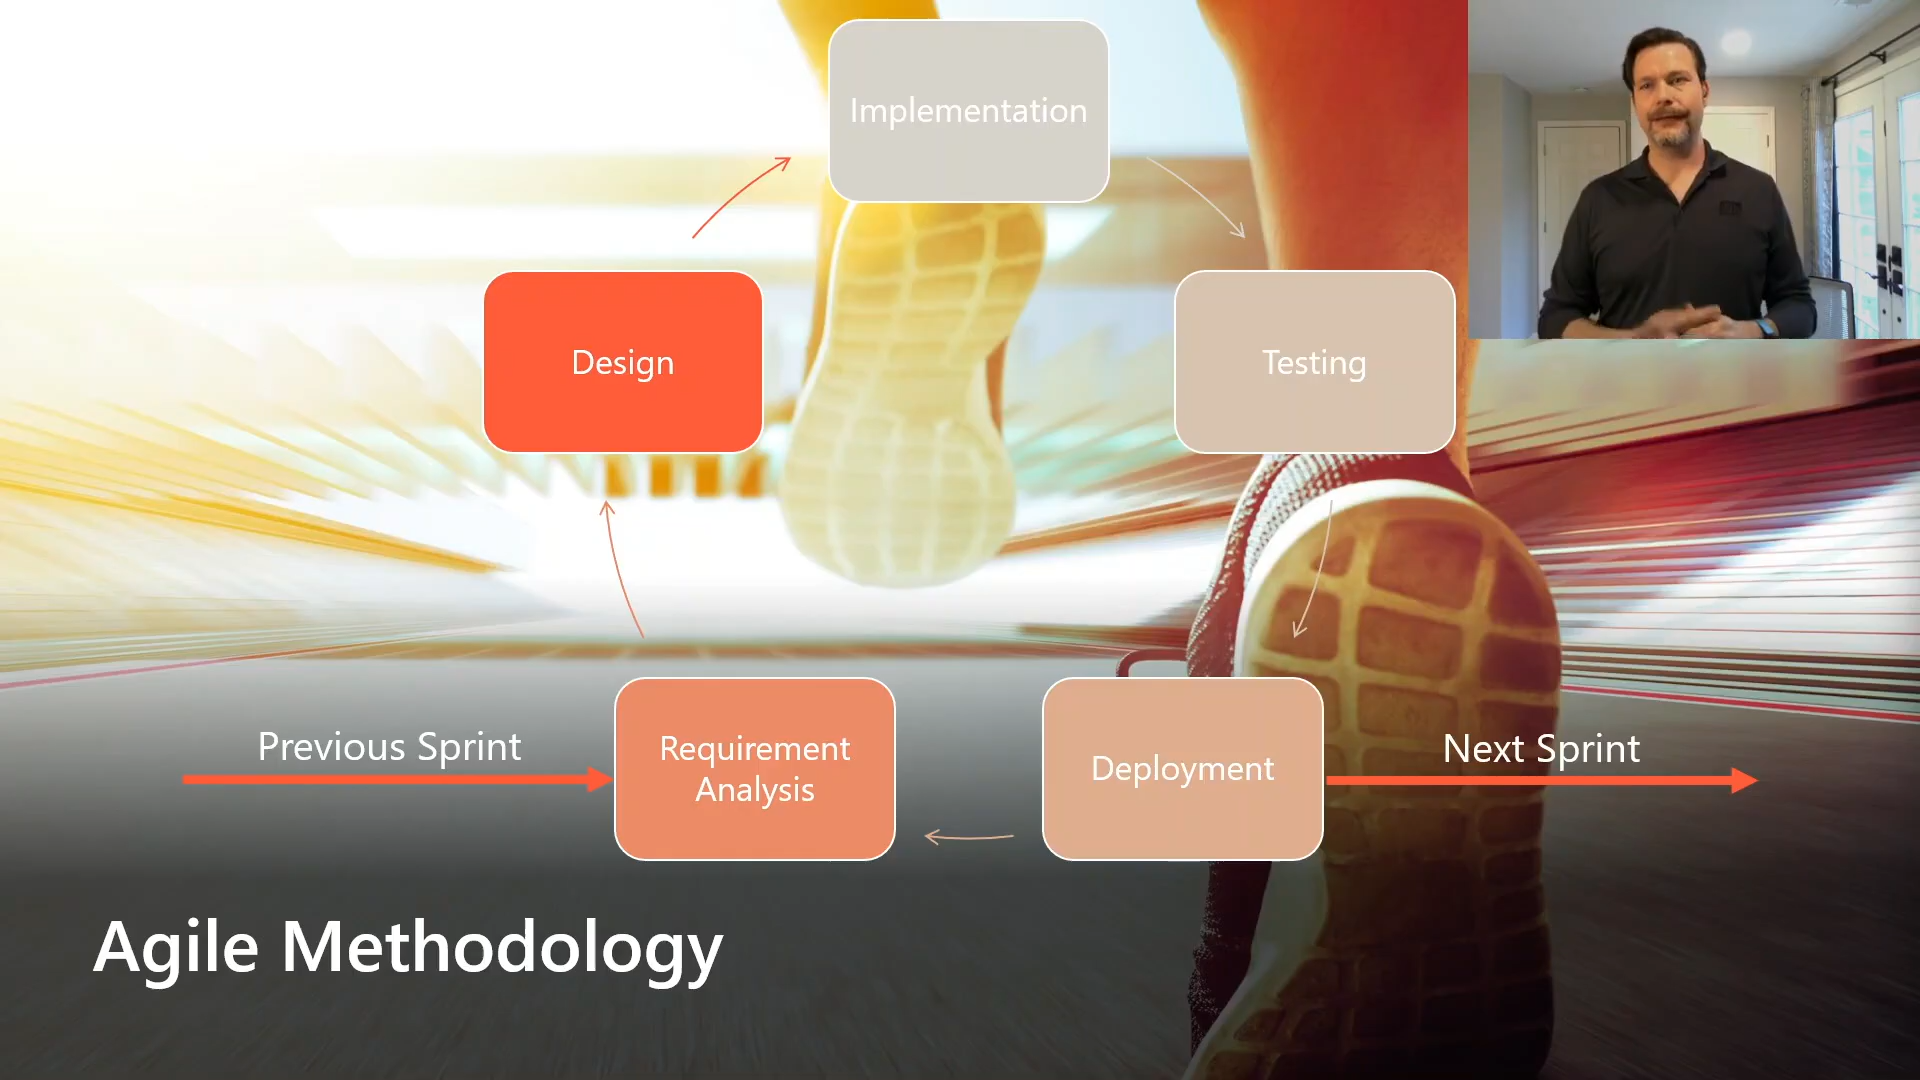 Implementation
Design
Testing
Previous Sprint
Requirement
Analysis
Deployment
Next Sprint
Agile Methodology